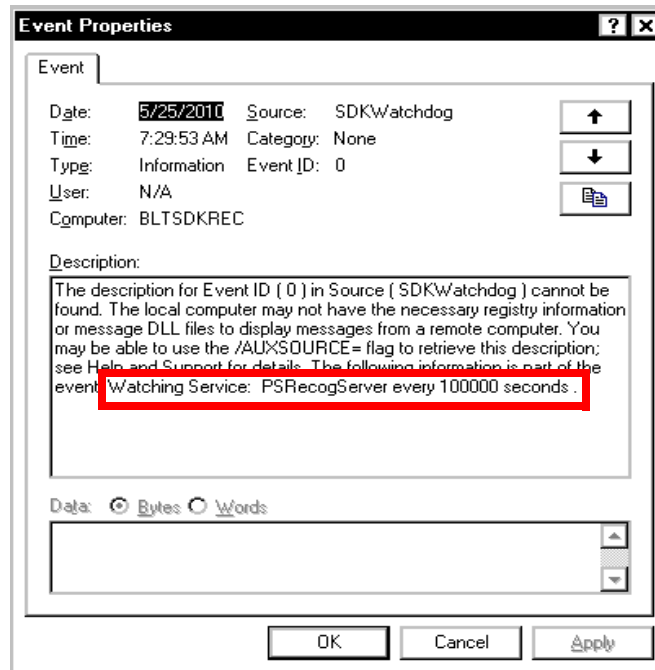 Event Properties
Event
Date: 5/25/2010 Source: SDKWatchdog
Time: 7:29:53 AM Category: None
Type: Information Event ID: 0
User: N/A
Computer: BLTSDKREC
Description:
The description for Event ID ( 0 ) in Source ( SDKWatchdog ) cannot be
found. The local computer may not have the necessary registry information
or message DLL files to display messages from a remote computer. You
may be able to use the /AUXSOURCE= flag to retrieve this description;
see Help and Support for details. The following information is part of the
event: Watching Service: PSRecogServer every 100000 seconds .
Data: Bytes Words
OK Cancel Apply